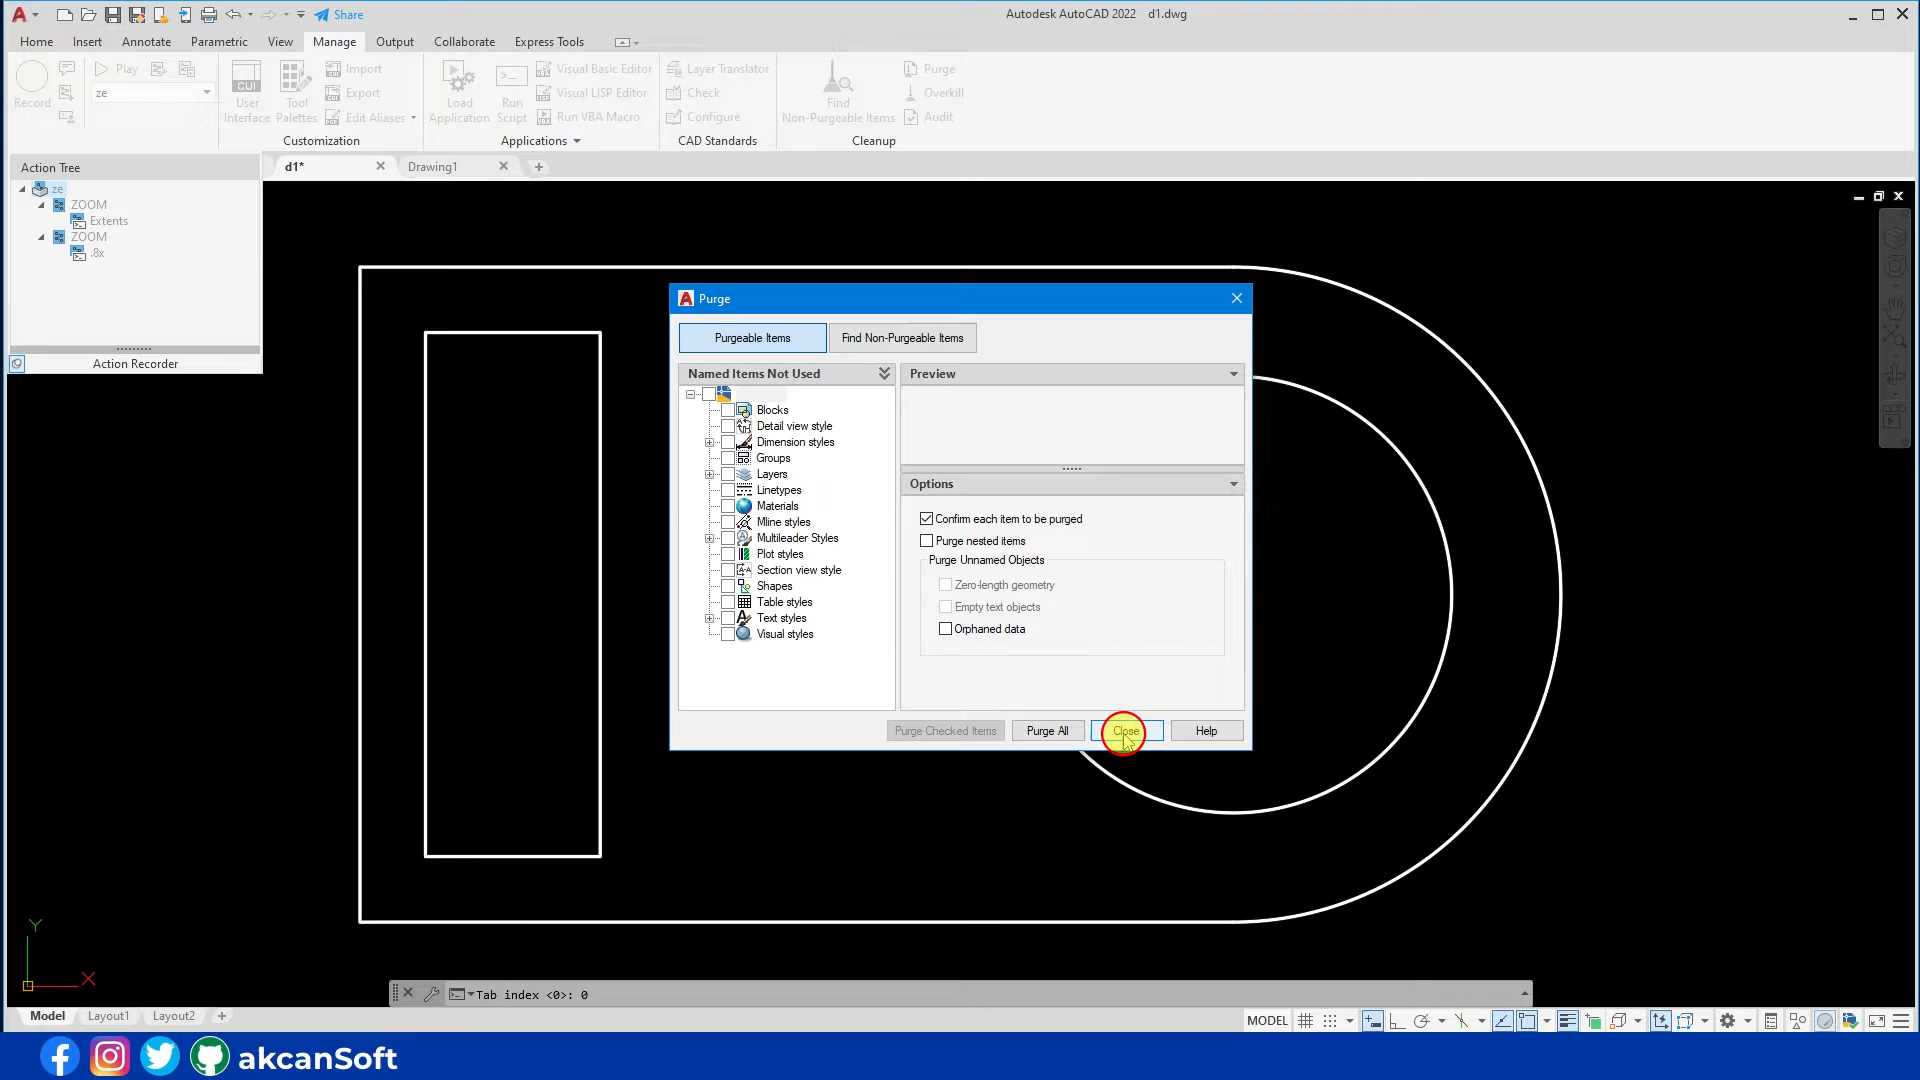 Share
Autodesk AutoCAD 2022 d1.dwg
Home Insert Annotate Parametric View Manage Output Collaborate Express Tools
Record
Play
ze
User Interface
Tool Palettes
Import
Export
Edit Aliases
Customization
Load Application
Run Script
Visual Basic Editor
Visual LISP Editor
Run VBA Macro
Applications
Layer Translator
Check
Configure
CAD Standards
Find Non-Purgeable Items
Purge
Overkill
Audit
Cleanup
Action Tree
ze
ZOOM
Extents
ZOOM
.8x
Action Recorder
d1*
Drawing1
Purge
Purgeable Items
Find Non-Purgeable Items
Named Items Not Used
Blocks
Detail view style
Dimension styles
Groups
Layers
Linetypes
Materials
Mline styles
Multileader Styles
Plot styles
Section view style
Shapes
Table styles
Text styles
Visual styles
Preview
Options
Confirm each item to be purged
Purge nested items
Purge Unnamed Objects
Zero-length geometry
Empty text objects
Orphaned data
Purge Checked Items
Purge All
Close
Help
Y
X
Tab index <0>: 0
Model Layout1 Layout2
MODEL
akcanSoft